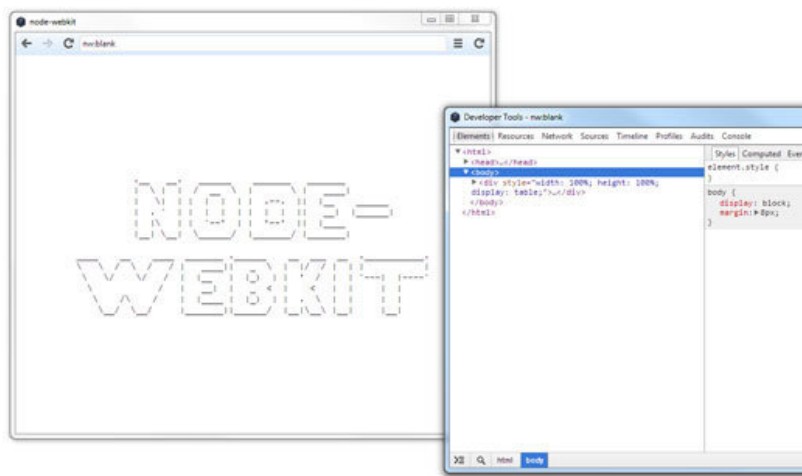 node-webkit
nw:blank
NODE-
WEBKIT
Developer Tools - nw:blank
Elements Resources Network Sources Timeline Profiles Audits Console
▼<html>
▶<head>…</head>
▼<body>
▶<div style="width: 100%; height: 100%;
display: table;">…</div>
</body>
</html>
Styles Computed Even
element.style {
}
body {
display: block;
margin:▶8px;
}
html body